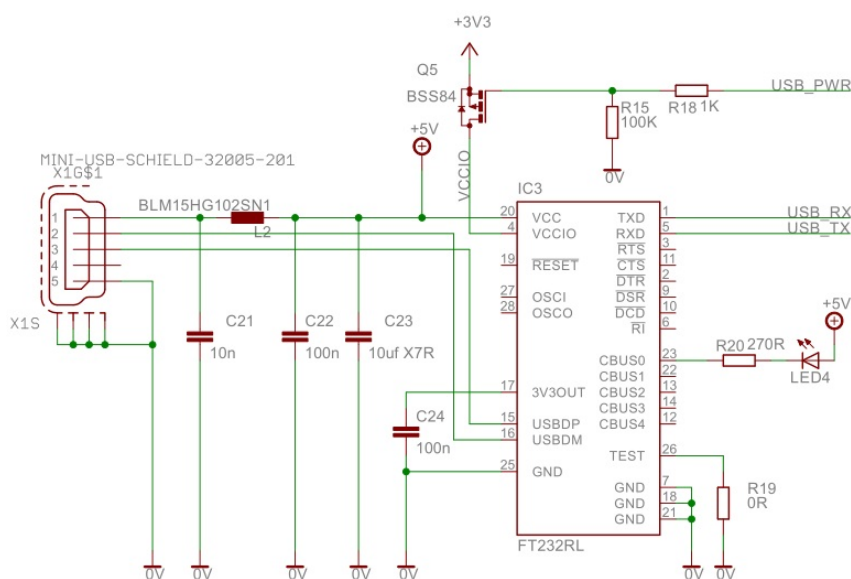 +3V3
Q5
BSS84
USB_PWR
R18 1K
R15
100K
0V
+5V
VCCIO
MINI-USB-SCHIELD-32005-201
X1G$1
BLM15HG102SN1
L2
1
2
3
4
5
X1S
C21
10n
C22
100n
C23
10uf X7R
C24
100n
IC3
20 VCC TXD 1 USB_RX
4 VCCIO RXD 5 USB_TX
RTS 3
19 RESET CTS 11
DTR 2
27 OSCI DSR 9
28 OSCO DCD 10
RI 6
+5V
R20 270R
LED4
CBUS0 23
CBUS1 22
17 3V3OUT CBUS2 13
CBUS3 14
15 USBDP CBUS4 12
16 USBDM
TEST 26
25 GND
GND 7
GND 18
GND 21
R19
0R
FT232RL
0V
0V
0V
0V
0V
0V
0V